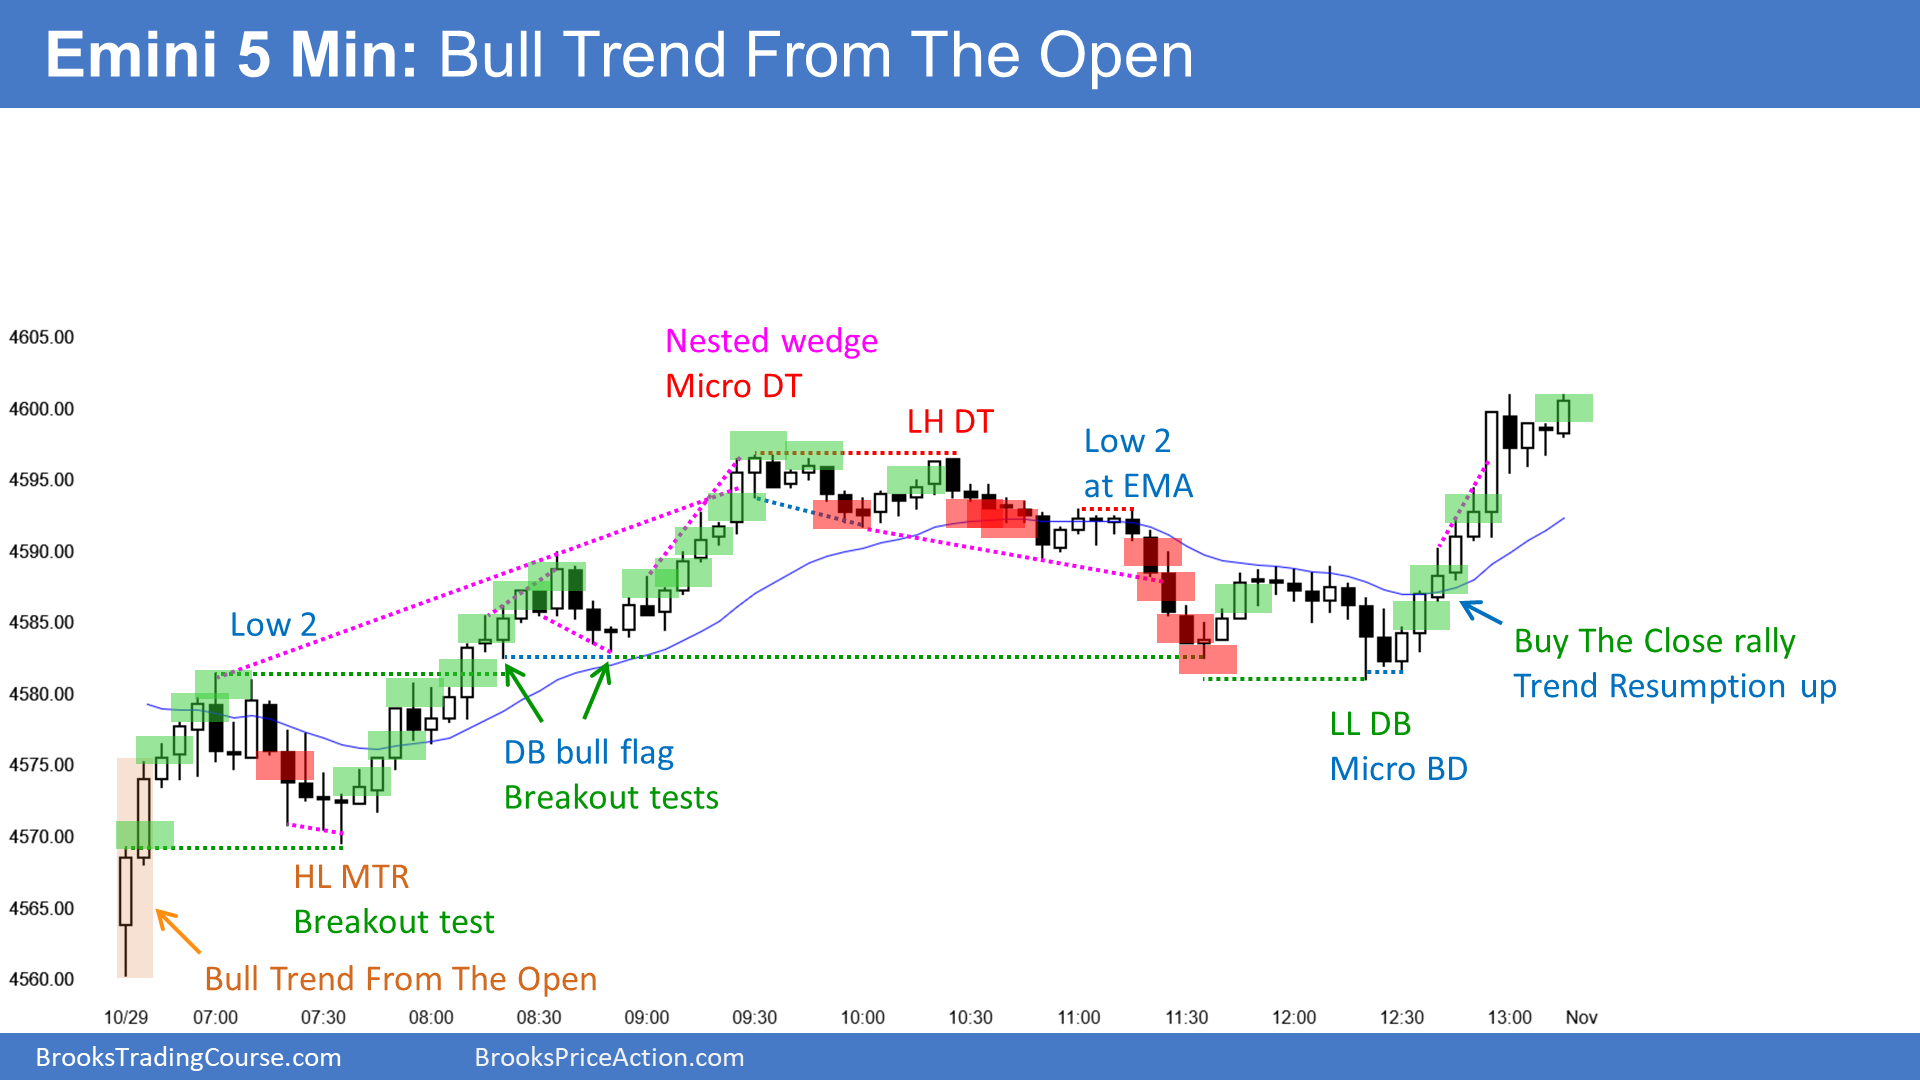 Emini 5 Min: Bull Trend From The Open
Nested wedge
Micro DT
LH DT
Low 2
at EMA
Low 2
DB bull flag
Breakout tests
HL MTR
Breakout test
Bull Trend From The Open
LL DB
Micro BD
Buy The Close rally
Trend Resumption up
4605.00
4600.00
4595.00
4590.00
4585.00
4580.00
4575.00
4570.00
4565.00
4560.00
10/29 07:00 07:30 08:00 08:30 09:00 09:30 10:00 10:30 11:00 11:30 12:00 12:30 13:00 Nov
BrooksTradingCourse.com BrooksPriceAction.com